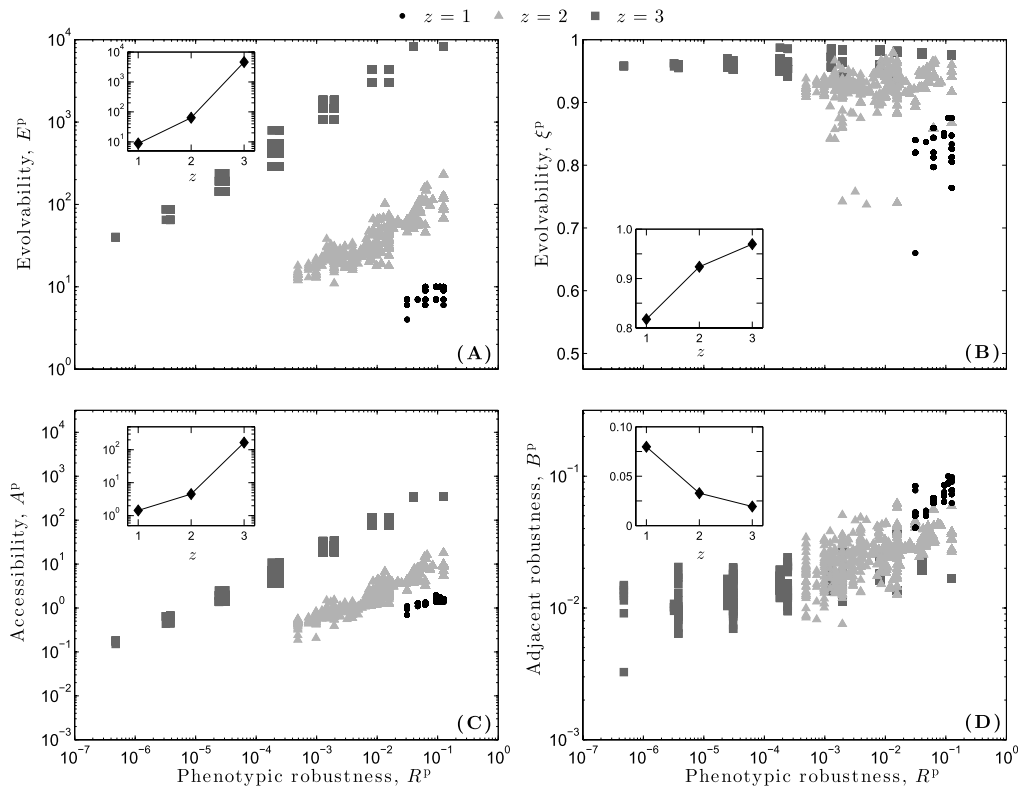 z = 1 z = 2 z = 3
10^4
10^3
10^2
10^1
10^0
Evolvability, E^p
10^4
10^3
10^2
10^1
1 2 3
z
(A)
1
0.9
0.8
0.7
0.6
0.5
Evolvability, ξ^p
1.0
0.9
0.8
1 2 3
z
(B)
10^4
10^3
10^2
10^1
10^0
10^−1
10^−2
10^−3
Accessibility, A^p
10^2
10^1
10^0
1 2 3
z
(C)
10^−7 10^−6 10^−5 10^−4 10^−3 10^−2 10^−1 10^0
Phenotypic robustness, R^p
10^−1
10^−2
10^−3
Adjacent robustness, B^p
0.10
0.05
0
1 2 3
z
(D)
10^−7 10^−6 10^−5 10^−4 10^−3 10^−2 10^−1 10^0
Phenotypic robustness, R^p